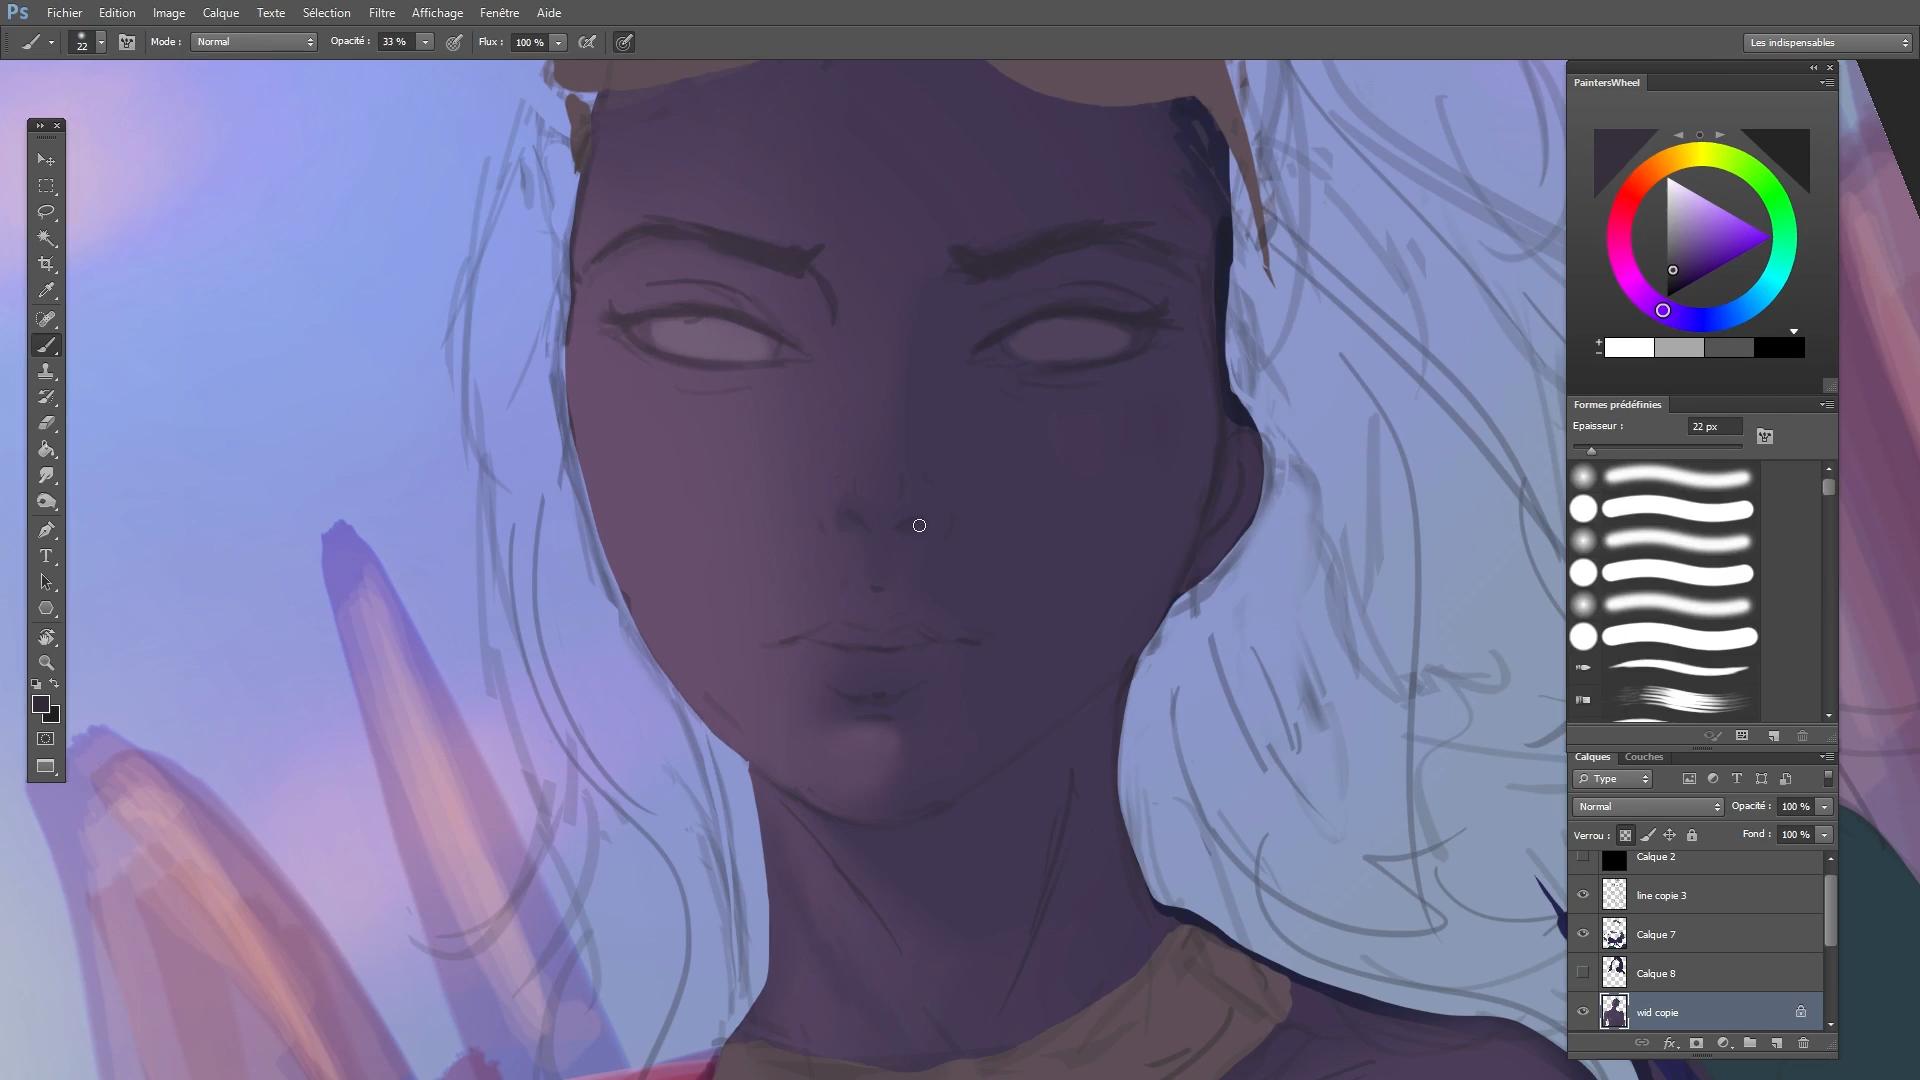 Ps Fichier Edition Image Calque Texte Sélection Filtre Affichage Fenêtre Aide
22 Mode : Normal Opacité : 33 % Flux : 100 % Les indispensables
PaintersWheel
Formes prédéfinies
Epaisseur : 22 px
Calques Couches
Type
Normal Opacité : 100 %
Verrou : Fond : 100 %
Calque 2
line copie 3
Calque 7
Calque 8
wid copie
fx